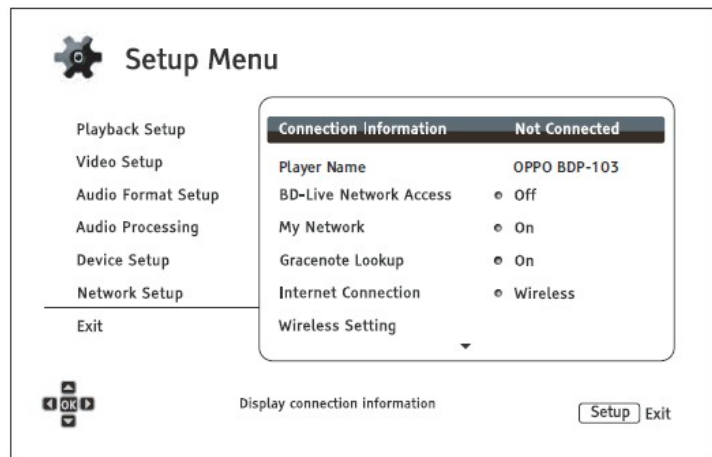 Setup Menu
Playback Setup
Video Setup
Audio Format Setup
Audio Processing
Device Setup
Network Setup
Exit
Connection Information Not Connected
Player Name OPPO BDP-103
BD-Live Network Access Off
My Network On
Gracenote Lookup On
Internet Connection Wireless
Wireless Setting
OK
Display connection information
Setup Exit